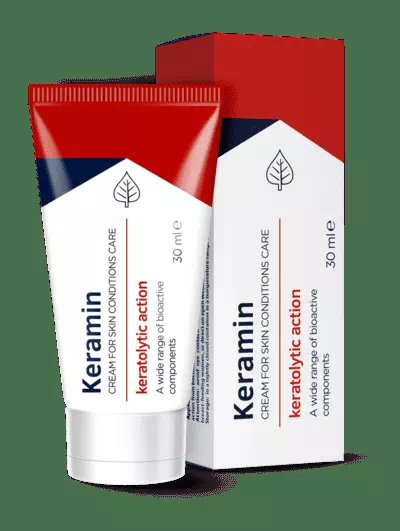 Keramin
CREAM FOR SKIN CONDITIONS CARE
keratolytic action
A wide range of bioactive
components
30 ml e
Keramin
CREAM FOR SKIN CONDITIONS CARE
keratolytic action
A wide range of bioactive
components
30 ml e